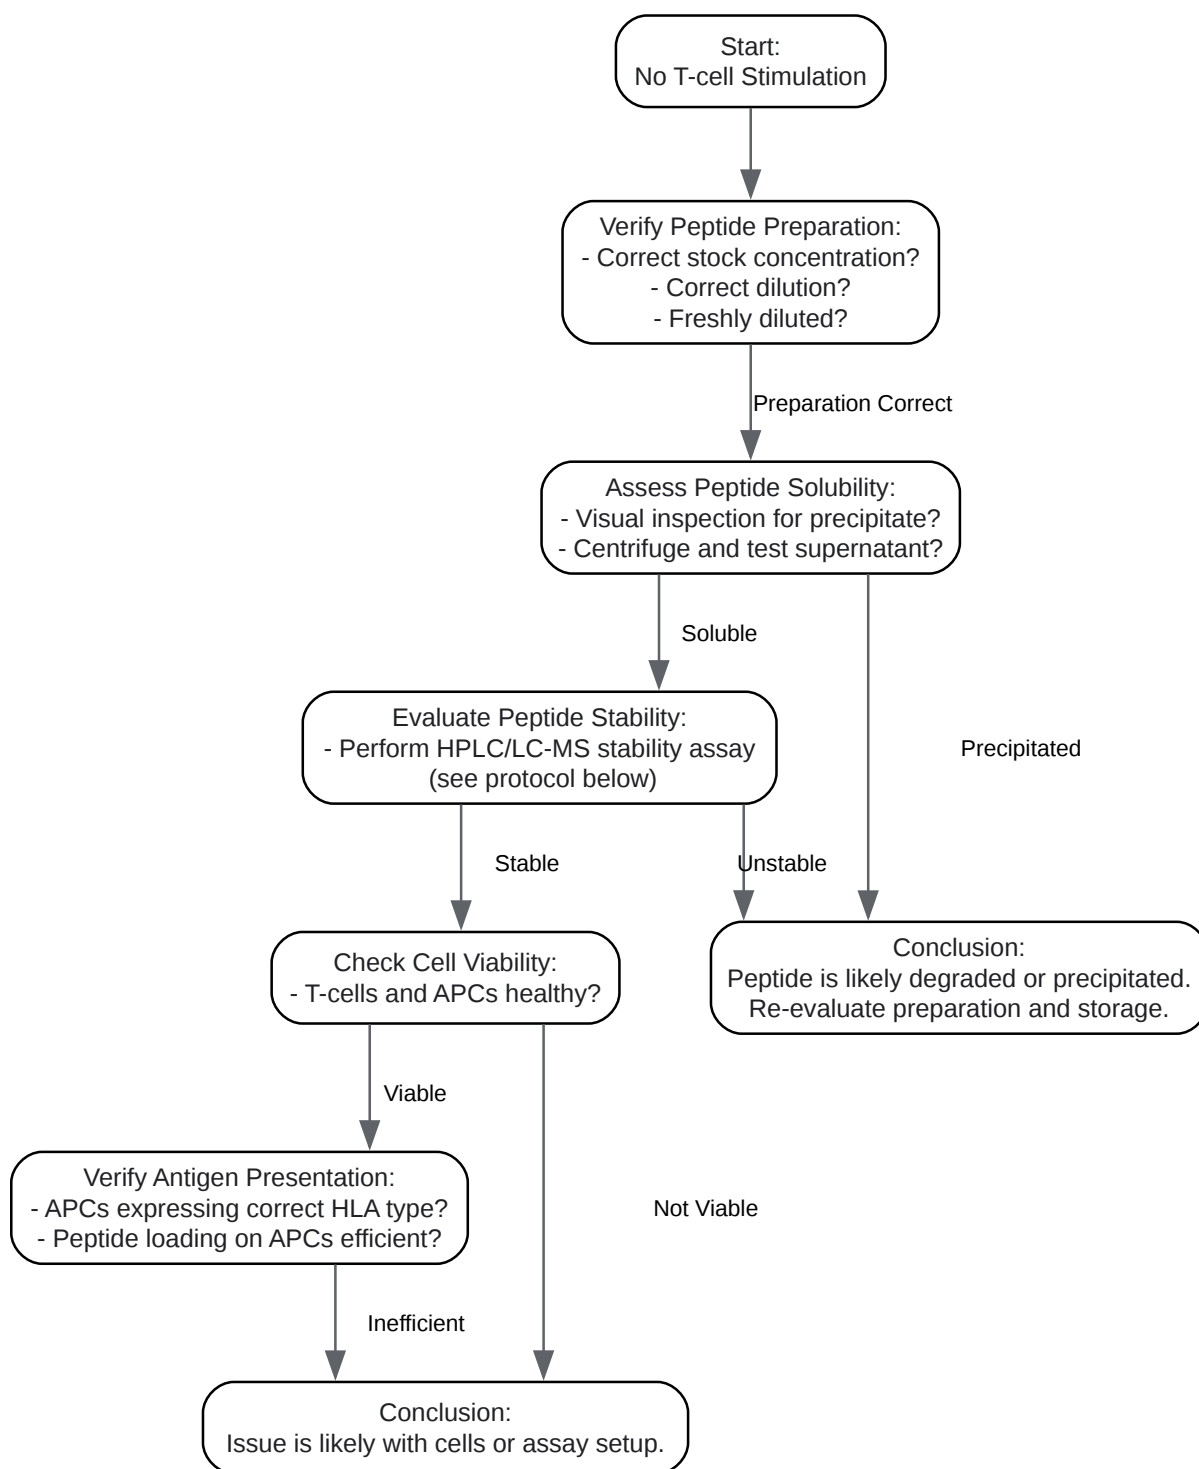 Start:
No T-cell Stimulation
Verify Peptide Preparation:
- Correct stock concentration?
- Correct dilution?
- Freshly diluted?
Preparation Correct
Assess Peptide Solubility:
- Visual inspection for precipitate?
- Centrifuge and test supernatant?
Soluble
Evaluate Peptide Stability:
- Perform HPLC/LC-MS stability assay
(see protocol below)
Precipitated
Stable
Unstable
Check Cell Viability:
- T-cells and APCs healthy?
Conclusion:
Peptide is likely degraded or precipitated.
Re-evaluate preparation and storage.
Viable
Verify Antigen Presentation:
- APCs expressing correct HLA type?
- Peptide loading on APCs efficient?
Not Viable
Inefficient
Conclusion:
Issue is likely with cells or assay setup.